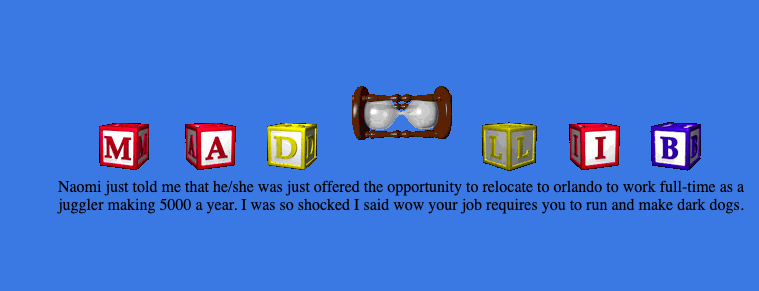 M A D L I B
Naomi just told me that he/she was just offered the opportunity to relocate to orlando to work full-time as a
juggler making 5000 a year. I was so shocked I said wow your job requires you to run and make dark dogs.